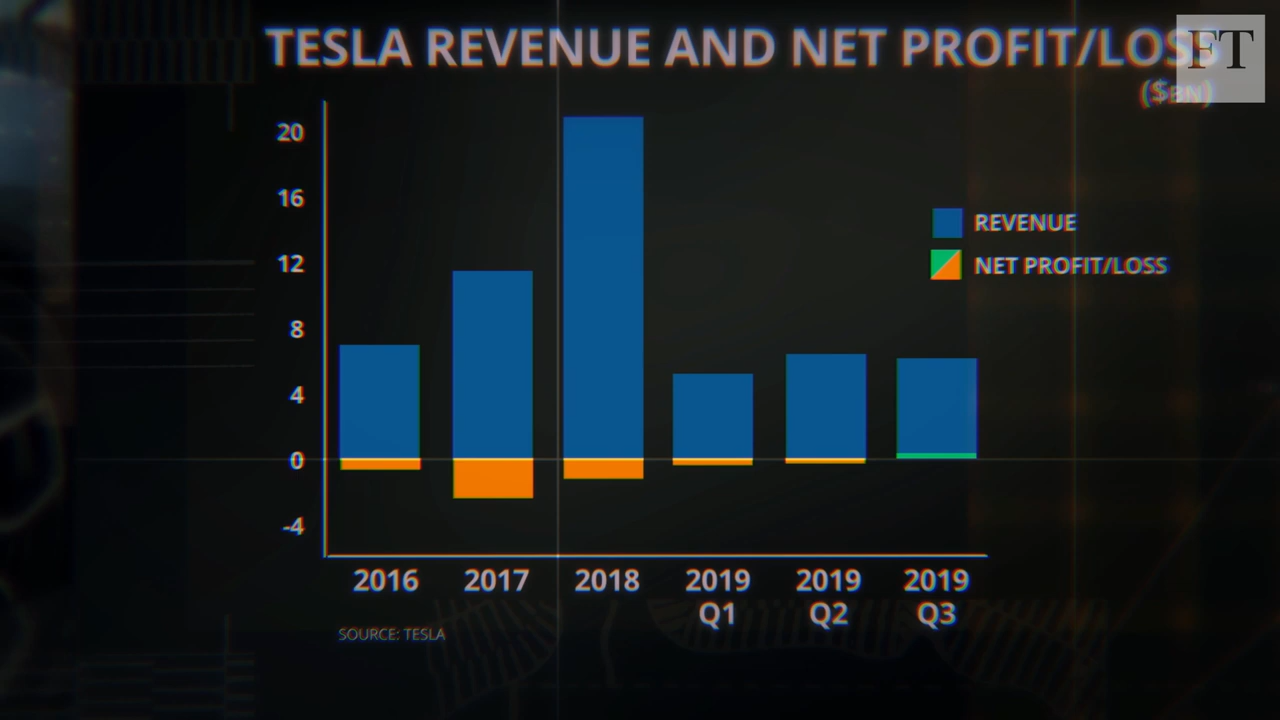 TESLA REVENUE AND NET PROFIT/LOSS
FT
($BN)
20
16
12
8
4
0
-4
REVENUE
NET PROFIT/LOSS
2016 2017 2018 2019 2019 2019
Q1 Q2 Q3
SOURCE: TESLA